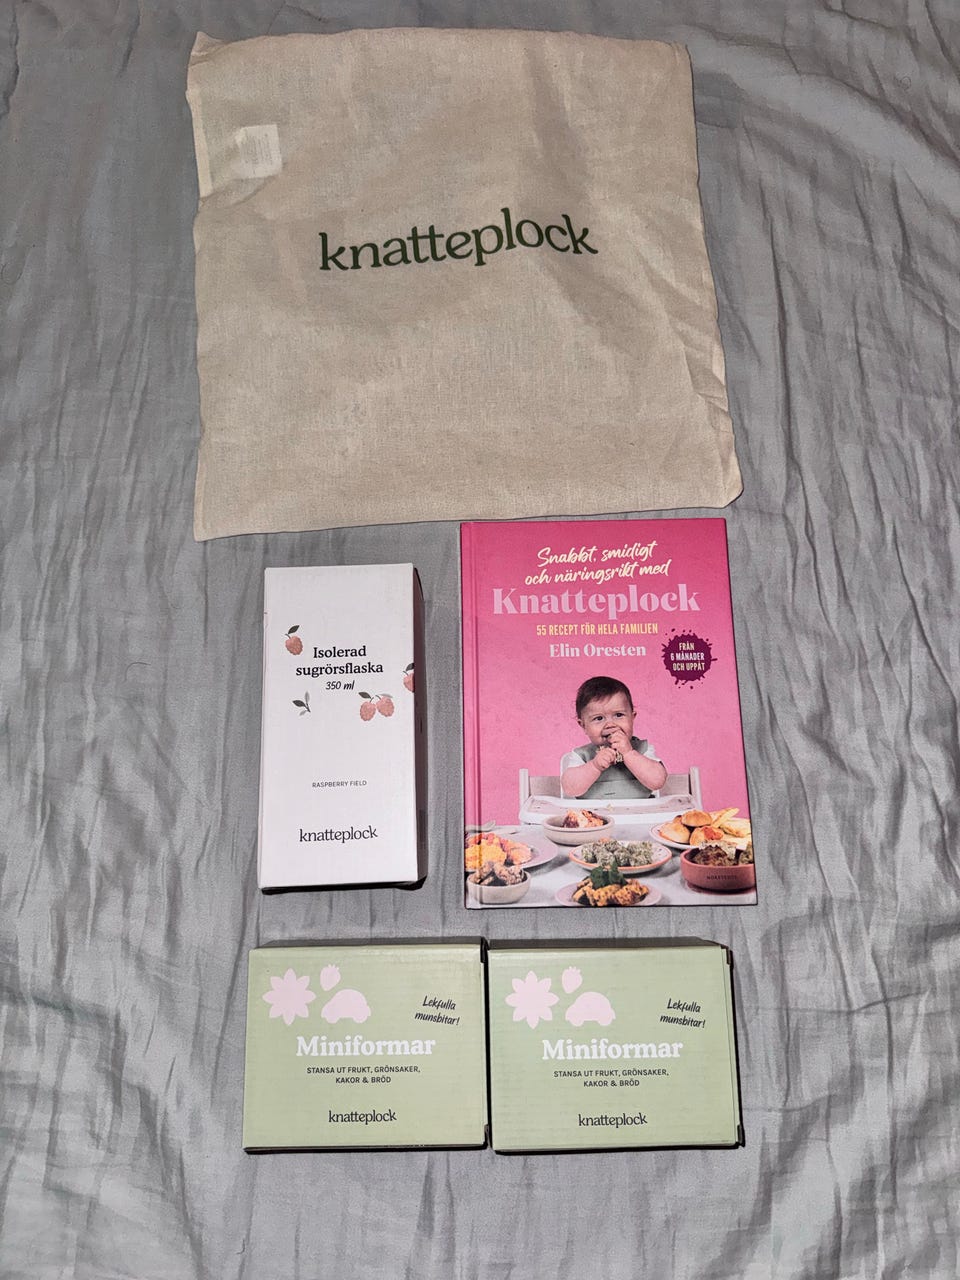 knatteplock
Snabbt, smidigt
och näringsrikt med
Knatteplock
55 RECEPT FÖR HELA FAMILJEN
Elin Oresten
FRÅN
6 MÅNADER
OCH UPPÅT
NORSTEDTS
Isolerad
sugrörsflaska
350 ml
RASPBERRY FIELD
knatteplock
Lekfulla
munsbitar!
Miniformar
STANSA UT FRUKT, GRÖNSAKER,
KAKOR & BRÖD
knatteplock
Lekfulla
munsbitar!
Miniformar
STANSA UT FRUKT, GRÖNSAKER,
KAKOR & BRÖD
knatteplock